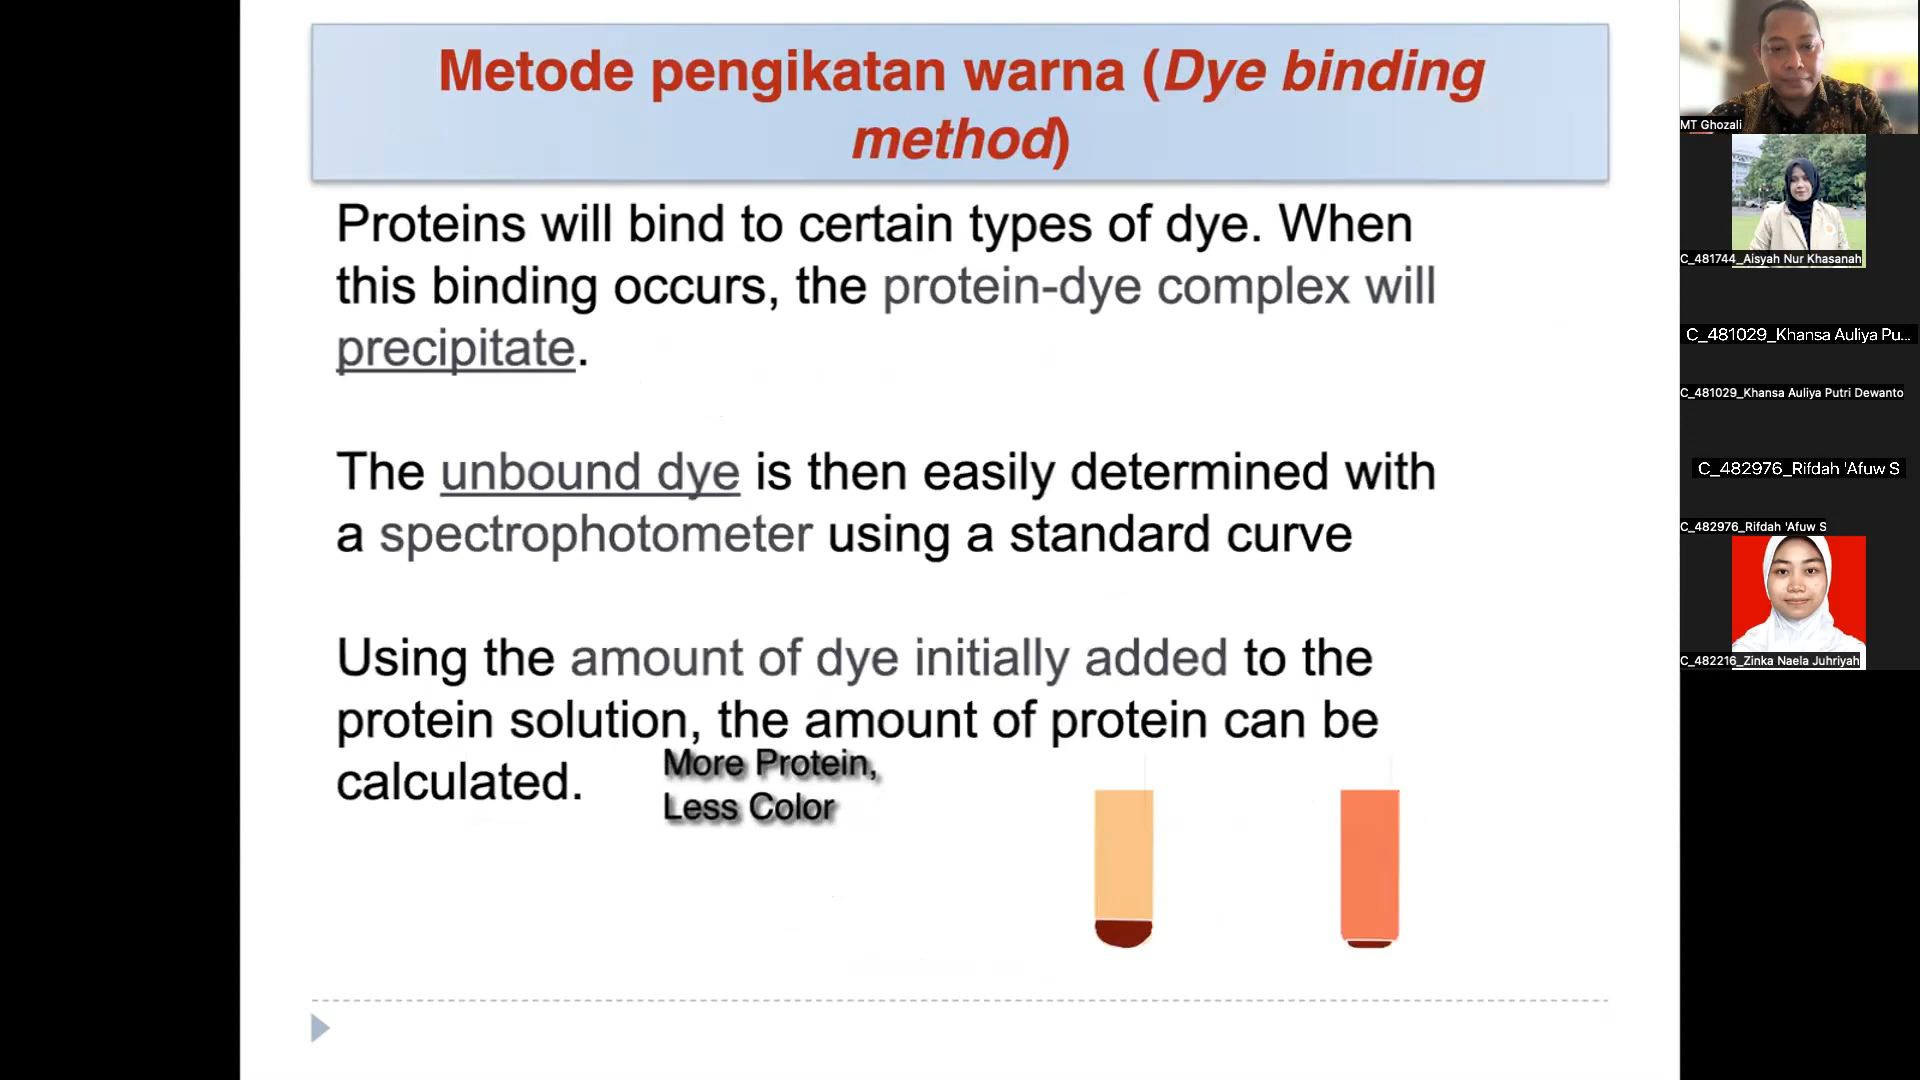 Metode pengikatan warna (Dye binding
method)
Proteins will bind to certain types of dye. When
this binding occurs, the protein-dye complex will
precipitate.
The unbound dye is then easily determined with
a spectrophotometer using a standard curve
Using the amount of dye initially added to the
protein solution, the amount of protein can be
calculated.
More Protein,
Less Color
MT Ghozali
C_481744_Aisyah Nur Khasanah
C_481029_Khansa Auliya Pu...
C_481029_Khansa Auliya Putri Dewanto
C_482976_Rifdah 'Afuw S
C_482976_Rifdah 'Afuw S
C_482216_Zinka Naela Juhriyah